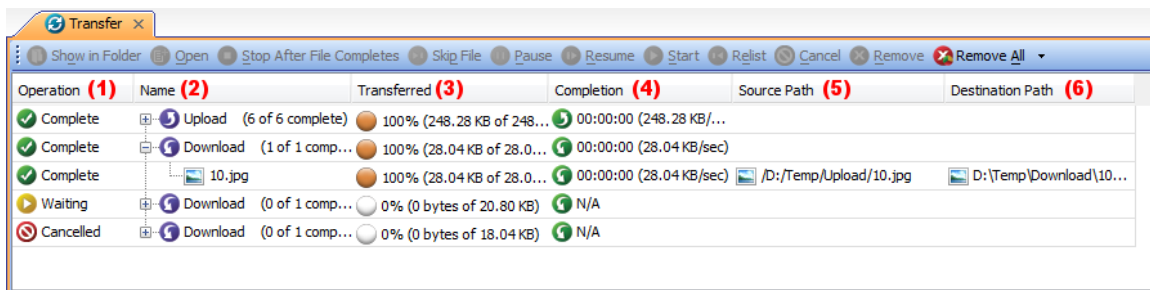 Transfer
Show in Folder Open Stop After File Completes Skip File Pause Resume Start Relist Cancel Remove Remove All
Operation (1) Name (2) Transferred (3) Completion (4) Source Path (5) Destination Path (6)
Complete Upload (6 of 6 complete) 100% (248.28 KB of 248... 00:00:00 (248.28 KB/...
Complete Download (1 of 1 comp... 100% (28.04 KB of 28.0... 00:00:00 (28.04 KB/sec)
Complete 10.jpg 100% (28.04 KB of 28.0... 00:00:00 (28.04 KB/sec) /D:/Temp/Upload/10.jpg D:\Temp\Download\10...
Waiting Download (0 of 1 comp... 0% (0 bytes of 20.80 KB) N/A
Cancelled Download (0 of 1 comp... 0% (0 bytes of 18.04 KB) N/A